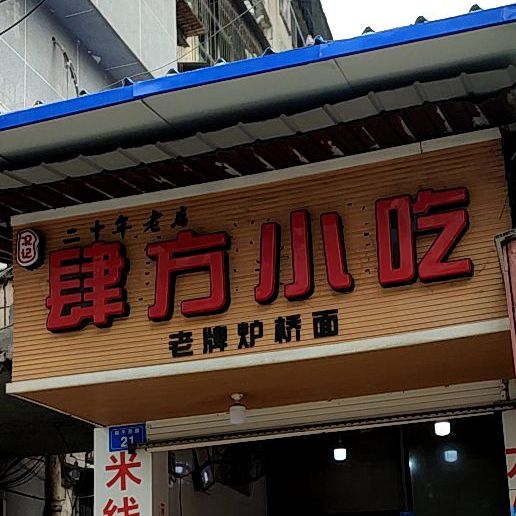 二十年老店
肆方小吃
老牌炉桥面
21
米线